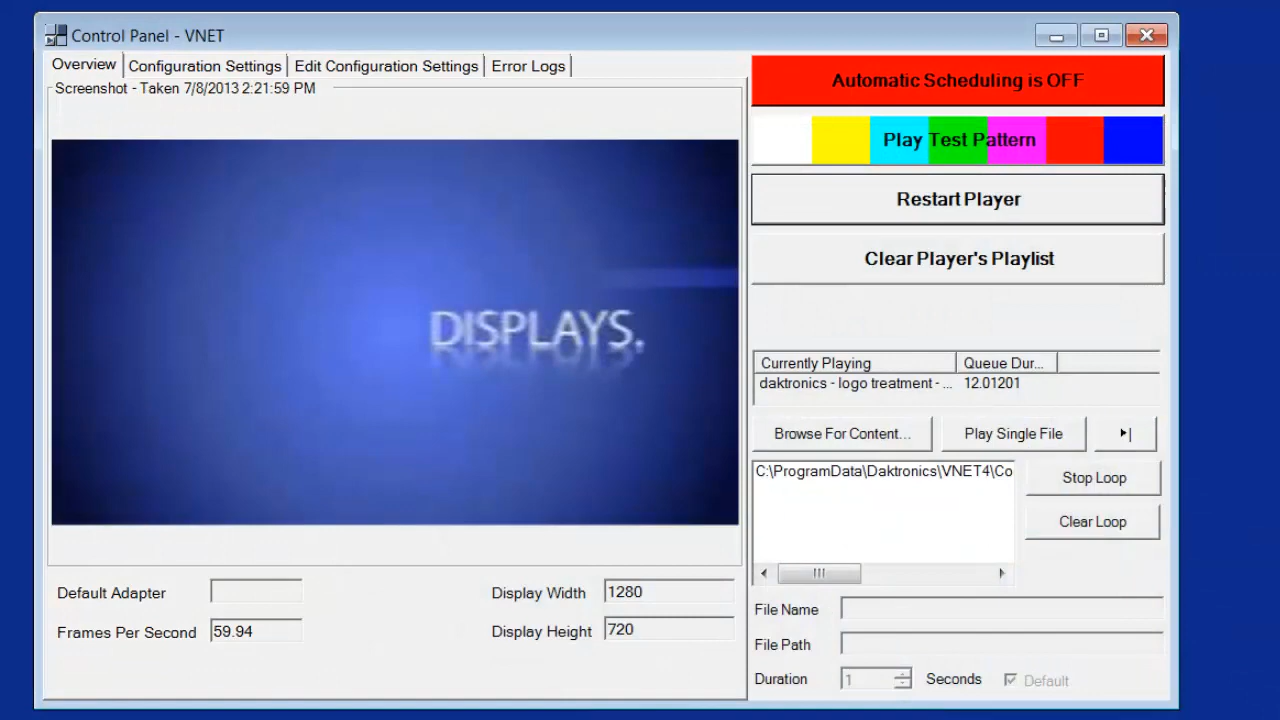 Control Panel - VNET
Overview
Configuration Settings
Edit Configuration Settings
Error Logs
Screenshot - Taken 7/8/2013 2:21:59 PM
DISPLAYS.
Default Adapter
Frames Per Second 59.94
Display Width 1280
Display Height 720
Automatic Scheduling is OFF
Play Test Pattern
Restart Player
Clear Player's Playlist
Currently Playing Queue Dur...
daktronics - logo treatment - ... 12.01201
Browse For Content...
Play Single File
C:\ProgramData\Daktronics\VNET4\Co
Stop Loop
Clear Loop
File Name
File Path
Duration 1 Seconds Default